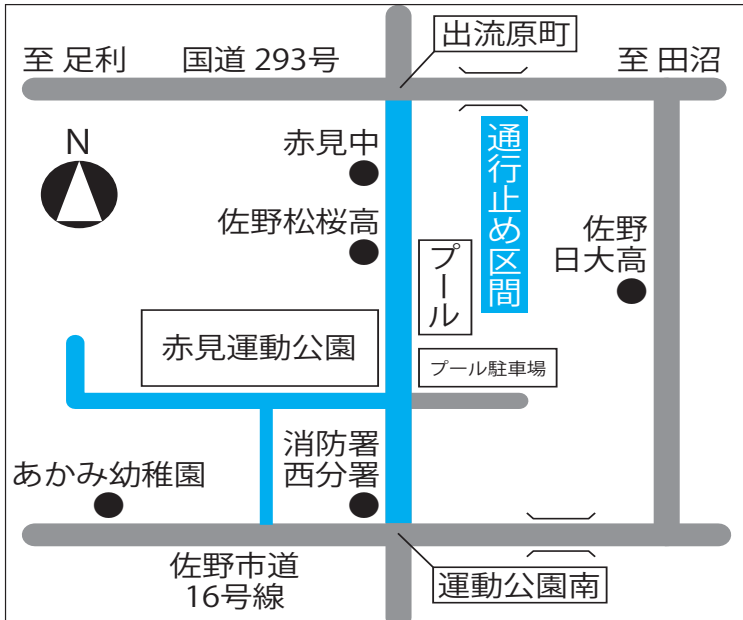 出流原町
至 足利
国道 293号
至 田沼
N
赤見中
通行止め区間
佐野松桜高
佐野
日大高
プール
赤見運動公園
プール駐車場
消防署
西分署
あかみ幼稚園
佐野市道
16号線
運動公園南